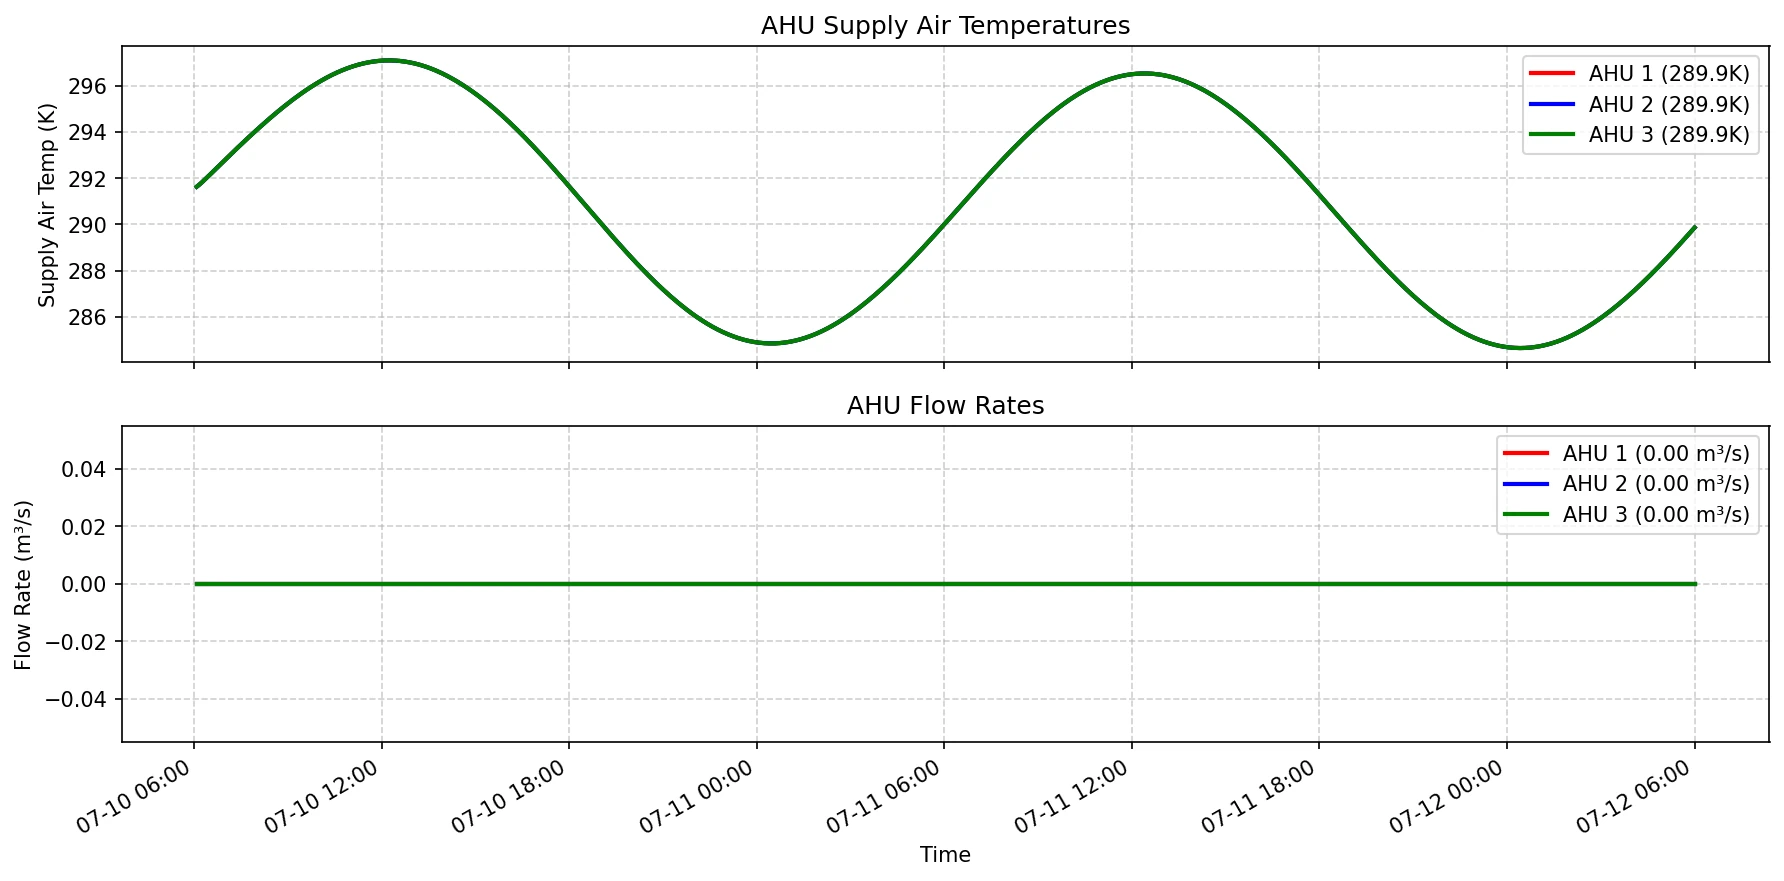 AHU Supply Air Temperatures
Supply Air Temp (K)
296
294
292
290
288
286
AHU 1 (289.9K)
AHU 2 (289.9K)
AHU 3 (289.9K)
AHU Flow Rates
Flow Rate (m³/s)
0.04
0.02
0.00
−0.02
−0.04
AHU 1 (0.00 m³/s)
AHU 2 (0.00 m³/s)
AHU 3 (0.00 m³/s)
07-10 06:00
07-10 12:00
07-10 18:00
07-11 00:00
07-11 06:00
07-11 12:00
07-11 18:00
07-12 00:00
07-12 06:00
Time